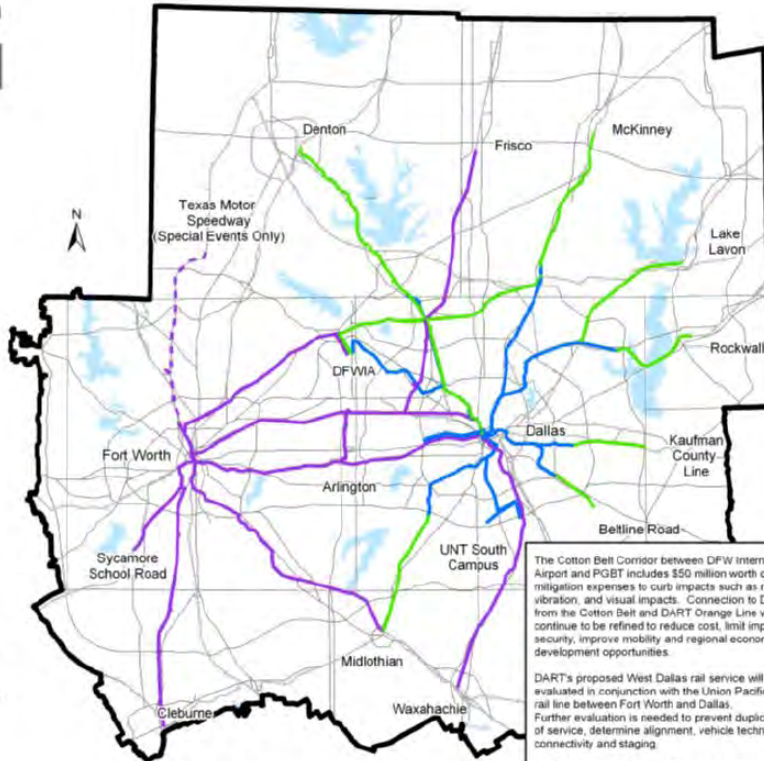 Denton
Frisco
McKinney
Texas Motor
Speedway
(Special Events Only)
N
Lake
Lavon
Rockwall
DFWIA
Dallas
Fort Worth
Kaufman
County
Line
Arlington
Beltline Road
Sycamore
School Road
UNT South
Campus
Midlothian
Cleburne
Waxahachie
The Cotton Belt Corridor between DFW Intern
Airport and PGBT includes $50 million worth
mitigation expenses to curb impacts such as
vibration, and visual impacts. Connection to
from the Cotton Belt and DART Orange Line
continue to be refined to reduce cost, limit
security, improve mobility and regional
development opportunities.
DART's proposed West Dallas rail service will
evaluated in conjunction with the Union Pacific
rail line between Fort Worth and Dallas.
Further evaluation is needed to prevent
of service, determine alignment, vehicle
connectivity and staging.